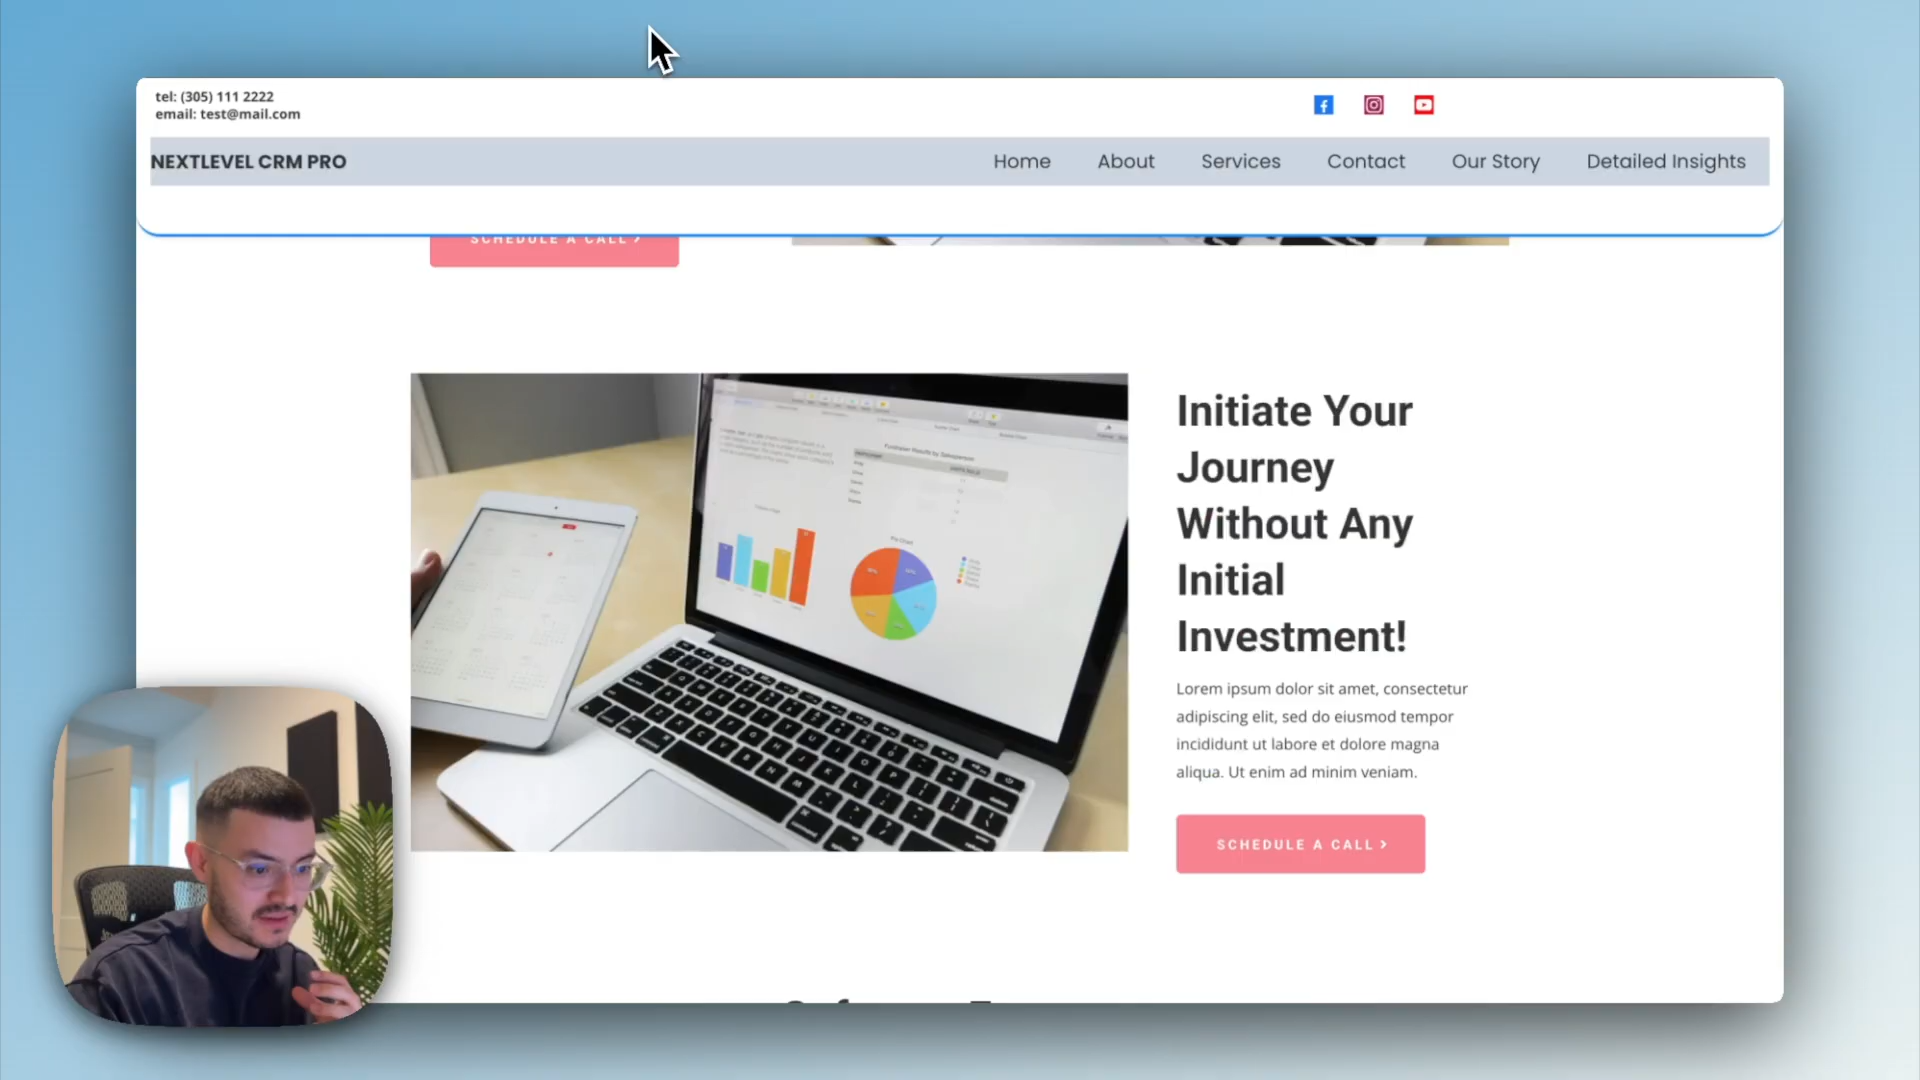 tel: (305) 111 2222
email: test@mail.com
NEXTLEVEL CRM PRO
Home
About
Services
Contact
Our Story
Detailed Insights
SCHEDULE A CALL
Initiate Your
Journey
Without Any
Initial
Investment!
Lorem ipsum dolor sit amet, consectetur
adipiscing elit, sed do eiusmod tempor
incididunt ut labore et dolore magna
aliqua. Ut enim ad minim veniam.
SCHEDULE A CALL